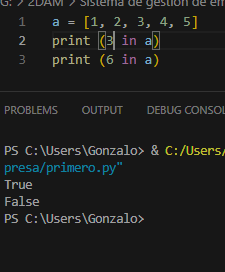 G: > 2DAM > Sistema de gestión de em
1 a = [1, 2, 3, 4, 5]
2 print (3 in a)
3 print (6 in a)
PROBLEMS OUTPUT DEBUG CONSO
PS C:\Users\Gonzalo> & C:/Users/
presa/primero.py"
True
False
PS C:\Users\Gonzalo>